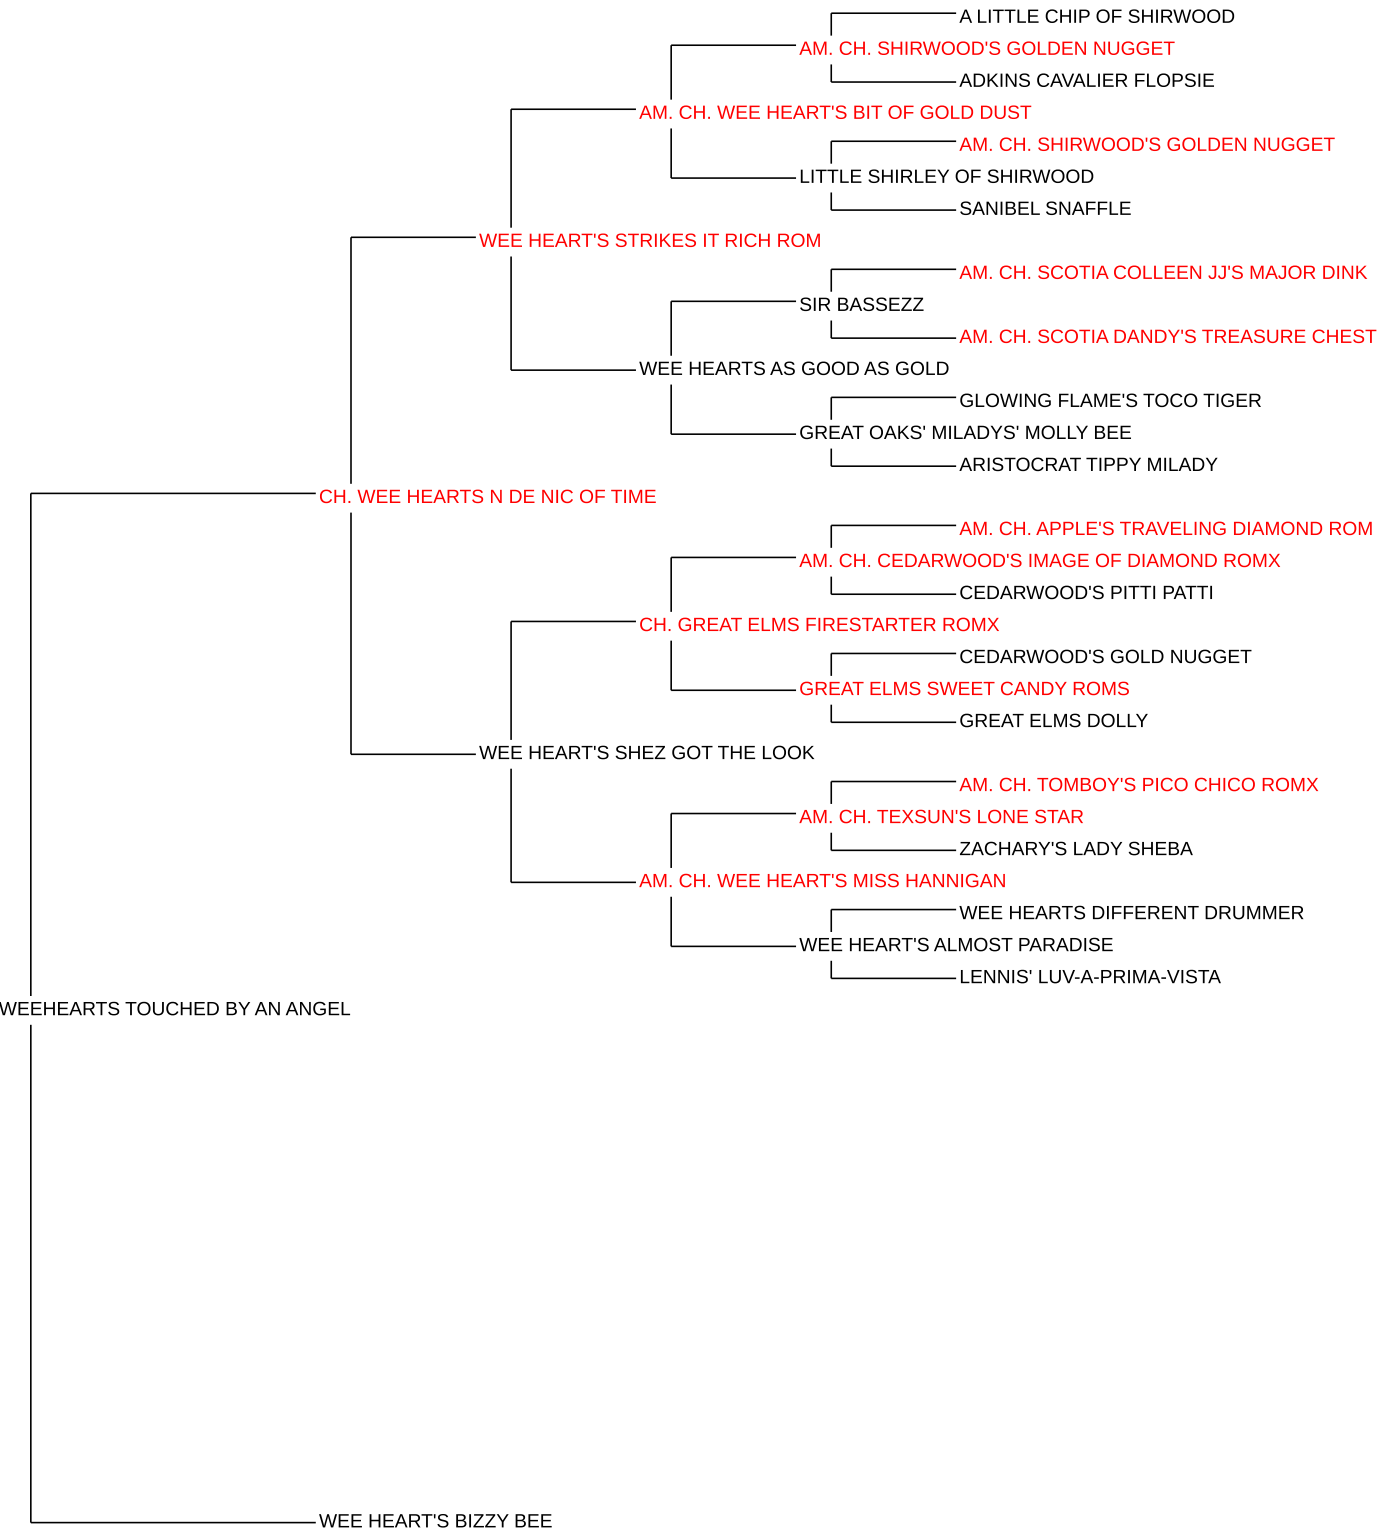 A LITTLE CHIP OF SHIRWOOD
AM. CH. SHIRWOOD'S GOLDEN NUGGET
ADKINS CAVALIER FLOPSIE
AM. CH. WEE HEART'S BIT OF GOLD DUST
AM. CH. SHIRWOOD'S GOLDEN NUGGET
LITTLE SHIRLEY OF SHIRWOOD
SANIBEL SNAFFLE
WEE HEART'S STRIKES IT RICH ROM
AM. CH. SCOTIA COLLEEN JJ'S MAJOR DINK
SIR BASSEZZ
AM. CH. SCOTIA DANDY'S TREASURE CHEST
WEE HEARTS AS GOOD AS GOLD
GLOWING FLAME'S TOCO TIGER
GREAT OAKS' MILADYS' MOLLY BEE
ARISTOCRAT TIPPY MILADY
CH. WEE HEARTS N DE NIC OF TIME
AM. CH. APPLE'S TRAVELING DIAMOND ROM
AM. CH. CEDARWOOD'S IMAGE OF DIAMOND ROMX
CEDARWOOD'S PITTI PATTI
CH. GREAT ELMS FIRESTARTER ROMX
CEDARWOOD'S GOLD NUGGET
GREAT ELMS SWEET CANDY ROMS
GREAT ELMS DOLLY
WEE HEART'S SHEZ GOT THE LOOK
AM. CH. TOMBOY'S PICO CHICO ROMX
AM. CH. TEXSUN'S LONE STAR
ZACHARY'S LADY SHEBA
AM. CH. WEE HEART'S MISS HANNIGAN
WEE HEARTS DIFFERENT DRUMMER
WEE HEART'S ALMOST PARADISE
LENNIS' LUV-A-PRIMA-VISTA
WEEHEARTS TOUCHED BY AN ANGEL
WEE HEART'S BIZZY BEE